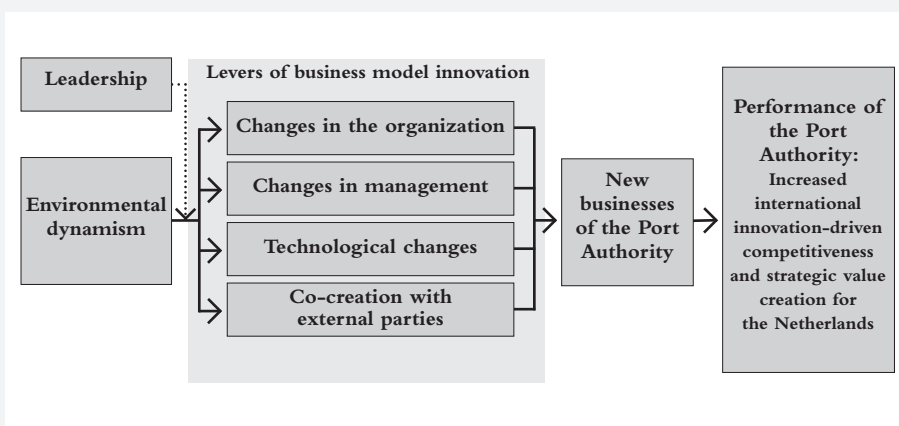 Leadership
Environmental
dynamism
Levers of business model innovation
Changes in the organization
Changes in management
Technological changes
Co-creation with
external parties
New
businesses
of the Port
Authority
Performance of
the Port
Authority:
Increased
international
innovation-driven
competitiveness
and strategic value
creation for
the Netherlands